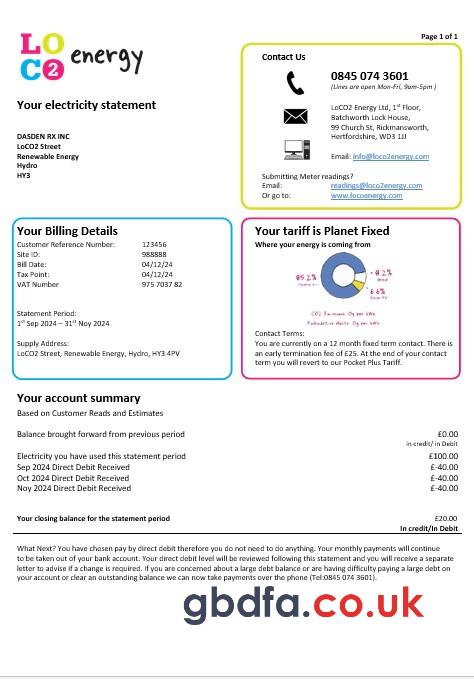 Page 1 of 1
LOCO2 energy
Contact Us
0845 074 3601
(Lines are open Mon-Fri, 9am-5pm )
Your electricity statement
LoCO2 Energy Ltd, 1st Floor,
Batchworth Lock House,
99 Church St, Rickmansworth,
Hertfordshire, WD3 1JJ
DASDEN RX INC
LoCO2 Street
Renewable Energy
Hydro
HY3
Email: info@loco2energy.com
Submitting Meter readings?
Email: readings@loco2energy.com
Or go to: www.locoenergy.com
Your Billing Details
Customer Reference Number: 123456
Site ID: 988888
Bill Date: 04/12/24
Tax Point: 04/12/24
VAT Number 975 7037 82
Statement Period:
1st Sep 2024 – 31st Nov 2024
Supply Address:
LoCO2 Street, Renewable Energy, Hydro, HY3 4PV
Your tariff is Planet Fixed
Where your energy is coming from
85.2%
Hydro
8.2%
Wind
6.6%
Solar PV
CO2 Emissions 0g per kWh
Radioactive Waste 0g per kWh
Contact Terms:
You are currently on a 12 month fixed term contact. There is
an early termination fee of £25. At the end of your contact
term you will revert to our Pocket Plus Tariff.
Your account summary
Based on Customer Reads and Estimates
Balance brought forward from previous period £0.00
in credit/ in Debit
Electricity you have used this statement period £100.00
Sep 2024 Direct Debit Received £-40.00
Oct 2024 Direct Debit Received £-40.00
Nov 2024 Direct Debit Received £-40.00
Your closing balance for the statement period £20.00
In credit/In Debit
What Next? You have chosen pay by direct debit therefore you do not need to do anything. Your monthly payments will continue
to be taken out of your bank account. Your direct debit level will be reviewed following this statement and you will receive a separate
letter to advise if a change is required. If you are concerned about a large debit balance or are having difficulty paying a large debit on
your account or clear an outstanding balance we can now take payments over the phone (Tel:0845 074 3601).
gbdfa.co.uk